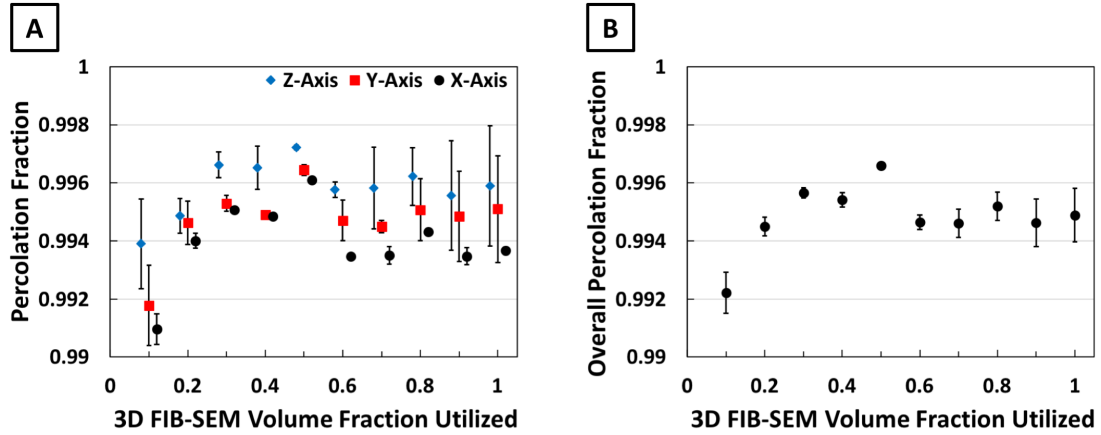 A
Percolation Fraction
1
0.998
0.996
0.994
0.992
0.99
Z-Axis Y-Axis X-Axis
0 0.2 0.4 0.6 0.8 1
3D FIB-SEM Volume Fraction Utilized
B
Overall Percolation Fraction
1
0.998
0.996
0.994
0.992
0.99
0 0.2 0.4 0.6 0.8 1
3D FIB-SEM Volume Fraction Utilized